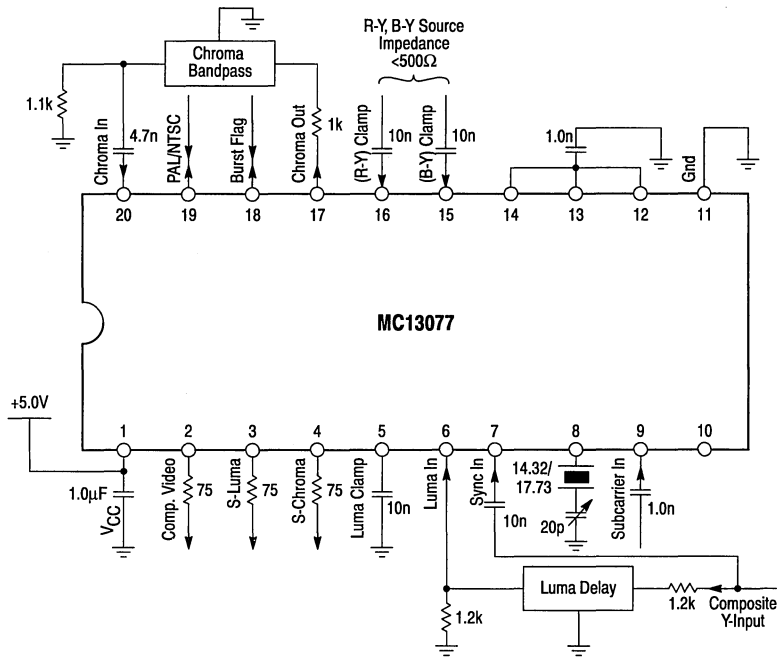 R-Y, B-Y Source
Impedance
<500Ω
Chroma
Bandpass
1.1k
4.7n
Chroma In
PAL/NTSC
Burst Flag
Chroma Out
1k
(R-Y) Clamp
10n
(B-Y) Clamp
10n
1.0n
Gnd
20
19
18
17
16
15
14
13
12
11
MC13077
+5.0V
1
2
3
4
5
6
7
8
9
10
1.0µF
VCC
Comp. Video
75
S-Luma
75
S-Chroma
75
Luma Clamp
10n
Luma In
Sync In
10n
14.32/
17.73
20p
Subcarrier In
1.0n
1.2k
Luma Delay
1.2k
Composite
Y-Input